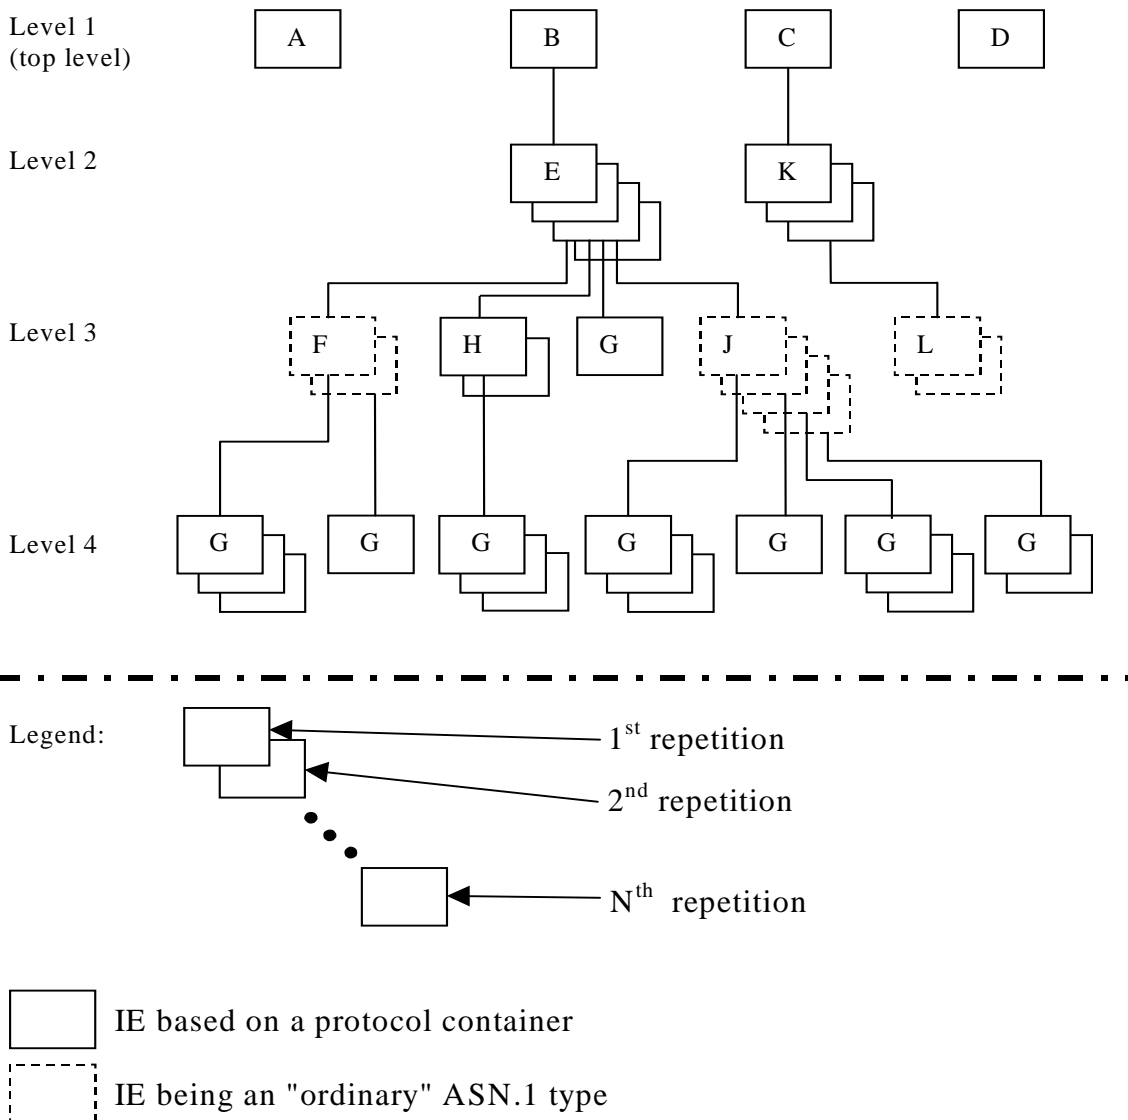 Level 1
(top level)
A B C D
Level 2
E K
Level 3
F H G J L
Level 4
G G G G G G G
Legend:
1st repetition
2nd repetition
Nth repetition
IE based on a protocol container
IE being an "ordinary" ASN.1 type